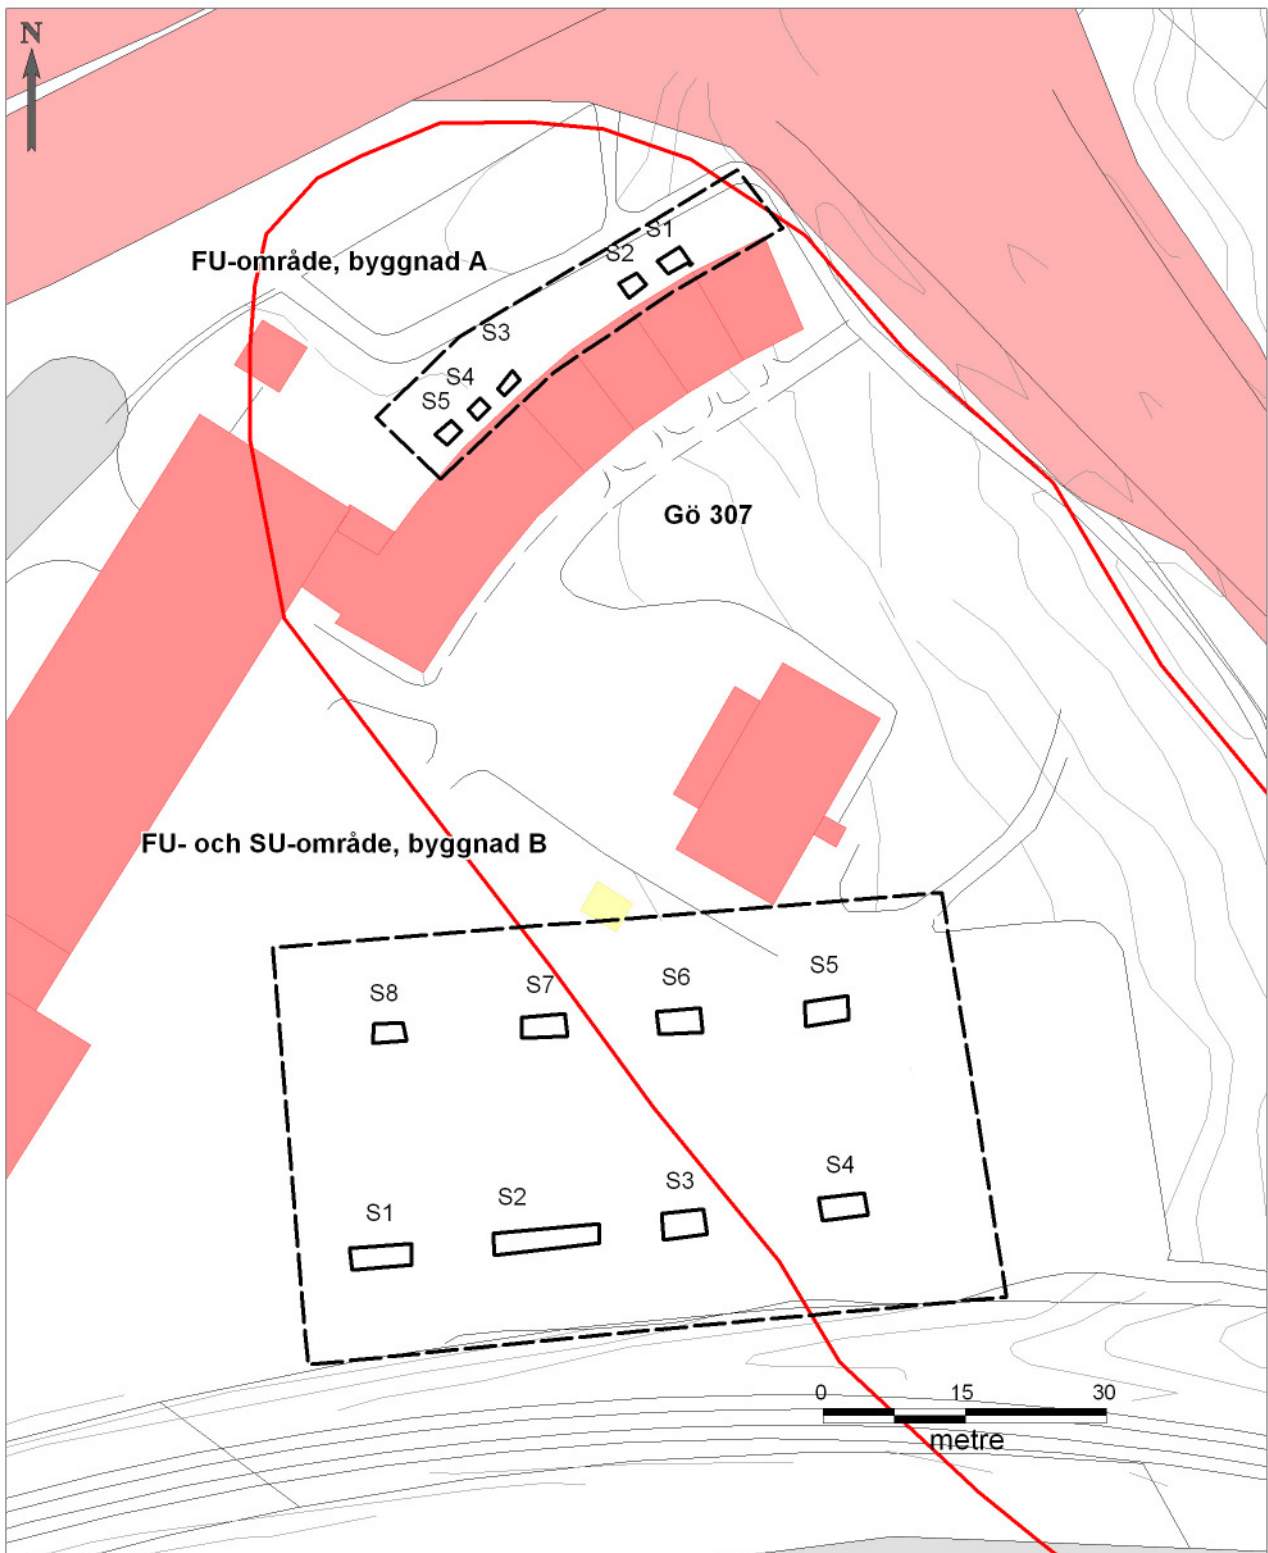 N
S1
S2
FU-område, byggnad A
S3
S4
S5
Gö 307
FU- och SU-område, byggnad B
S5
S6
S7
S8
S4
S3
S2
S1
0 15 30
metre